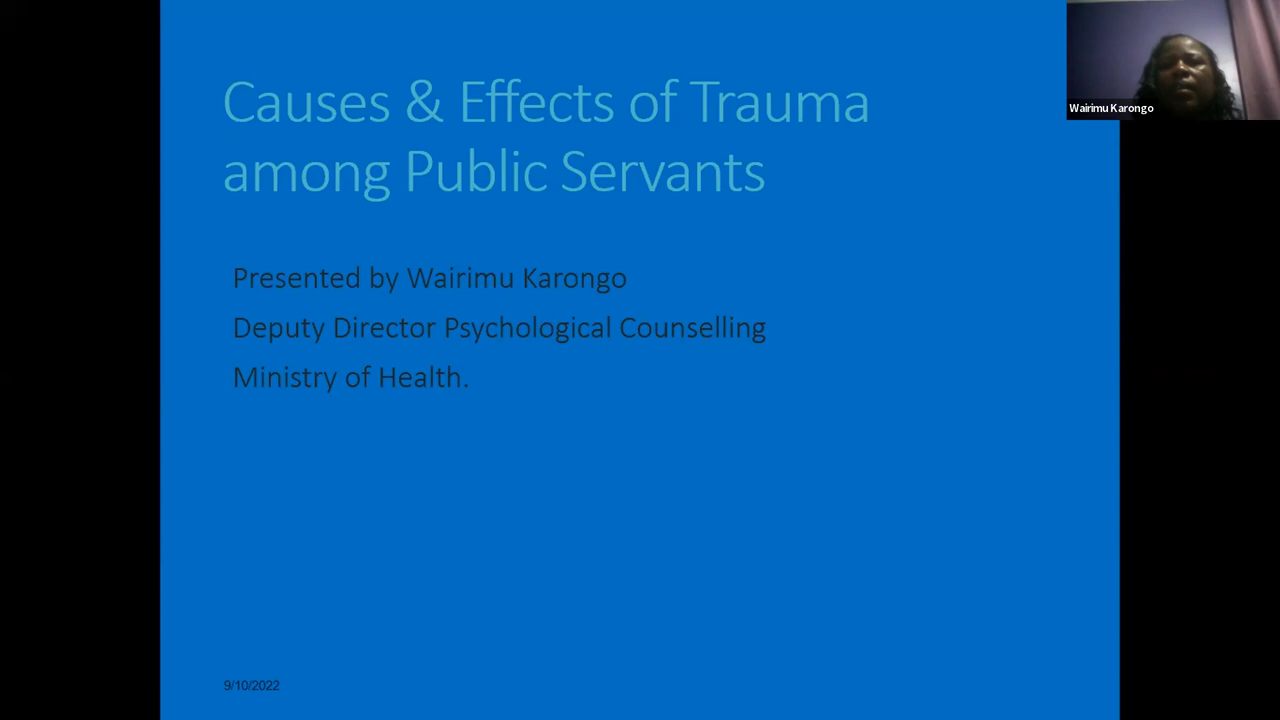 Causes & Effects of Trauma
among Public Servants
Presented by Wairimu Karongo
Deputy Director Psychological Counselling
Ministry of Health.
9/10/2022
Wairimu Karongo